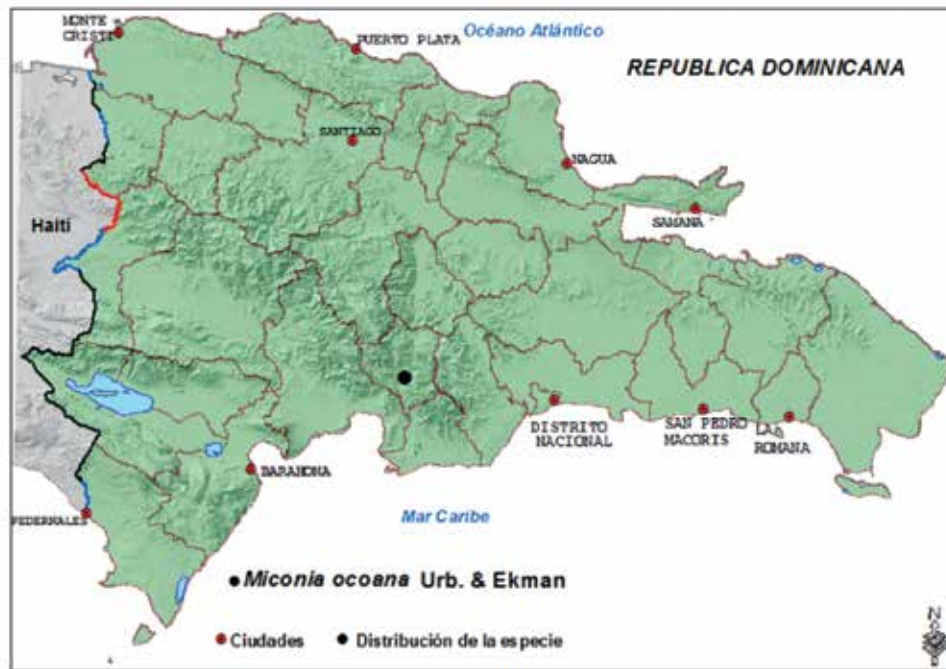 MONTE
CRISTI
PUERTO PLATA
Océano Atlántico
REPUBLICA DOMINICANA
SANTIAGO
NAGUA
SAMANA
Haití
DISTRITO
NACIONAL
SAN PEDRO
MACORIS
LA
ROMANA
BARAHONA
PEDERNALES
Mar Caribe
Miconia ocoana Urb. & Ekman
Ciudades
Distribución de la especie